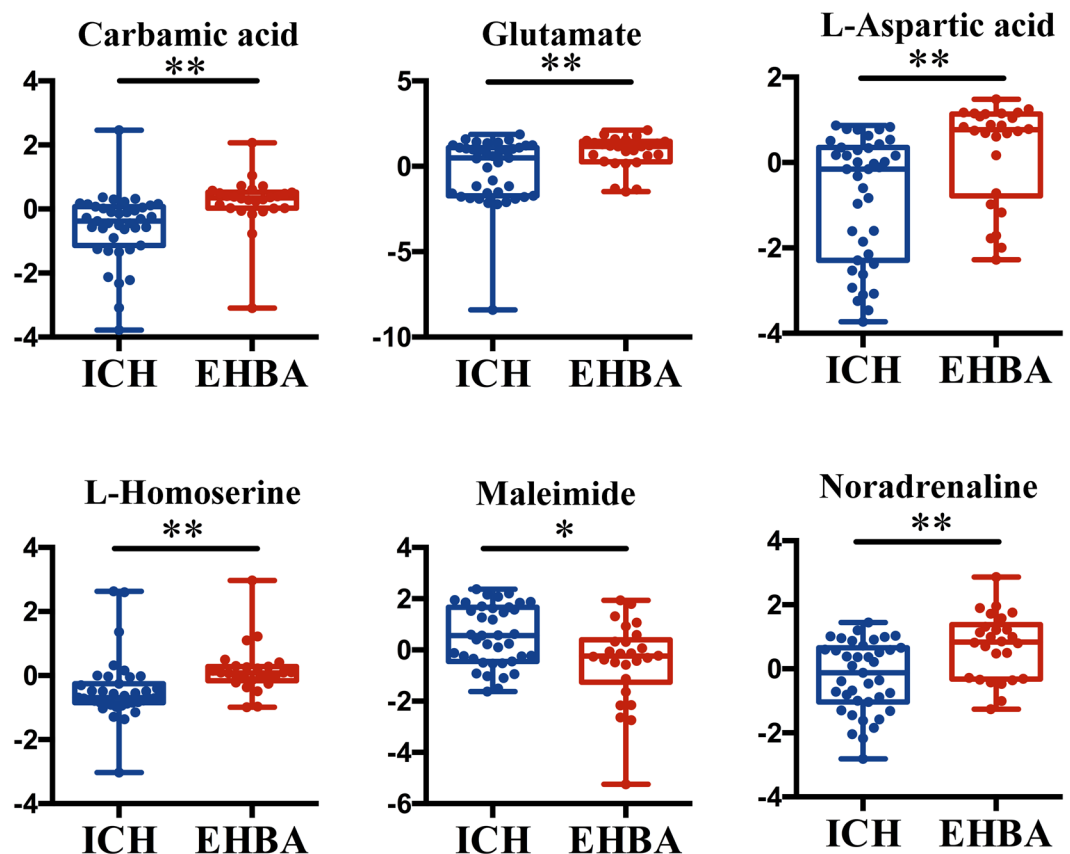 Carbamic acid
**
4
2
0
-2
-4
ICH EHBA
Glutamate
**
5
0
-5
-10
ICH EHBA
L-Aspartic acid
**
2
0
-2
-4
ICH EHBA
L-Homoserine
**
4
2
0
-2
-4
ICH EHBA
Maleimide
*
4
2
0
-2
-4
-6
ICH EHBA
Noradrenaline
**
4
2
0
-2
-4
ICH EHBA